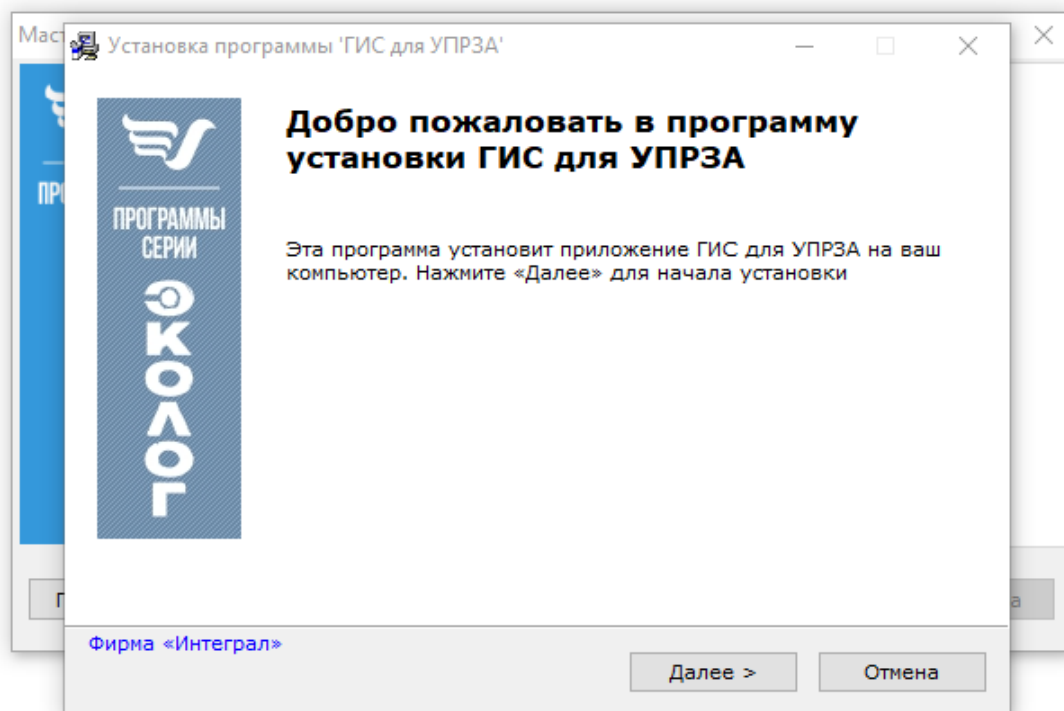 Установка программы 'ГИС для УПРЗА'
ПРОГРАММЫ
СЕРИИ
ЭКОЛОГ
Добро пожаловать в программу
установки ГИС для УПРЗА
Эта программа установит приложение ГИС для УПРЗА на ваш
компьютер. Нажмите «Далее» для начала установки
Фирма «Интеграл»
Далее >
Отмена